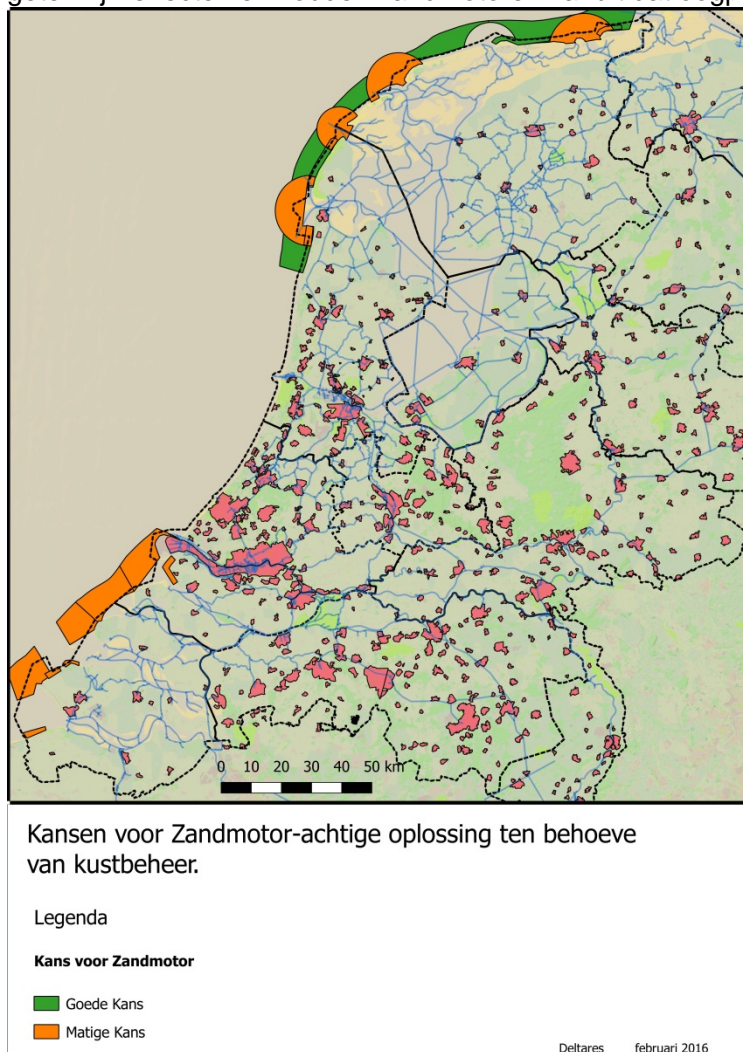 0 10 20 30 40 50 km
Kansen voor Zandmotor-achtige oplossing ten behoeve
van kustbeheer.
Legenda
Kans voor Zandmotor
Goede Kans
Matige Kans
Deltares februari 2016